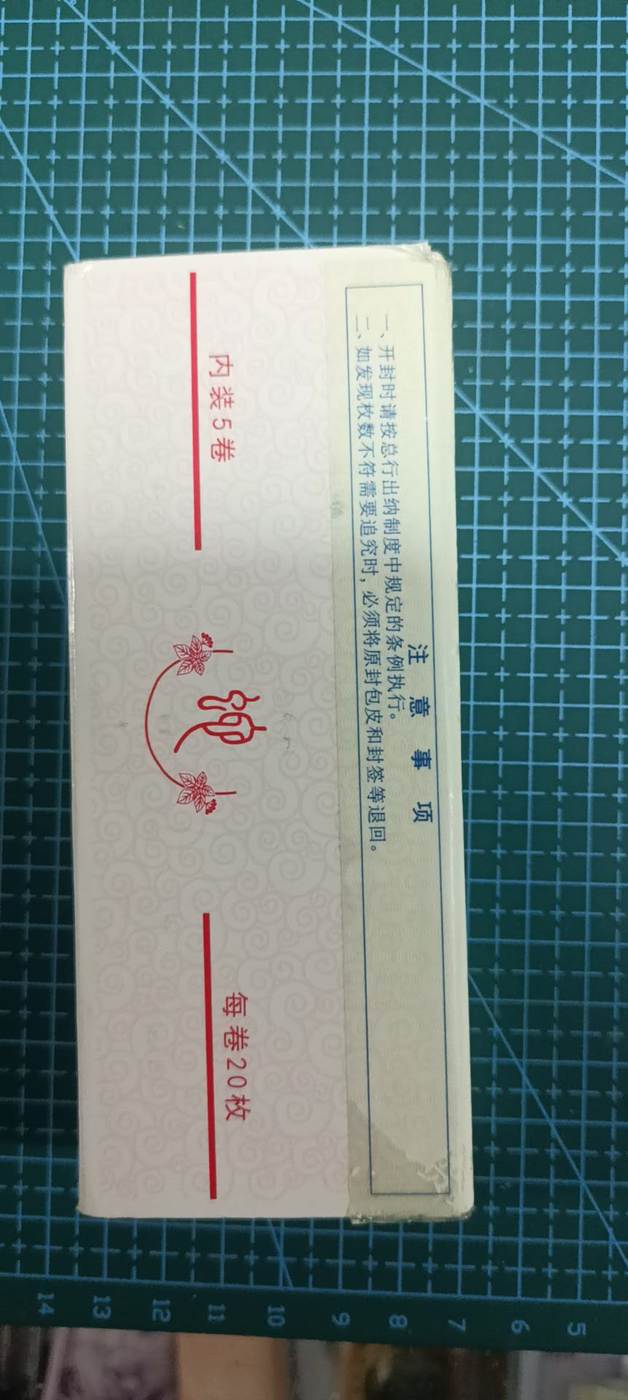 注意事项
一、开封时请按总行出纳制度中规定的条例执行。
二、如发现枚数不符需要追究时，必须将原封包皮和封签等退回。
内装5卷
每卷20枚
14 13 12 11 10 9 8 7 6 5